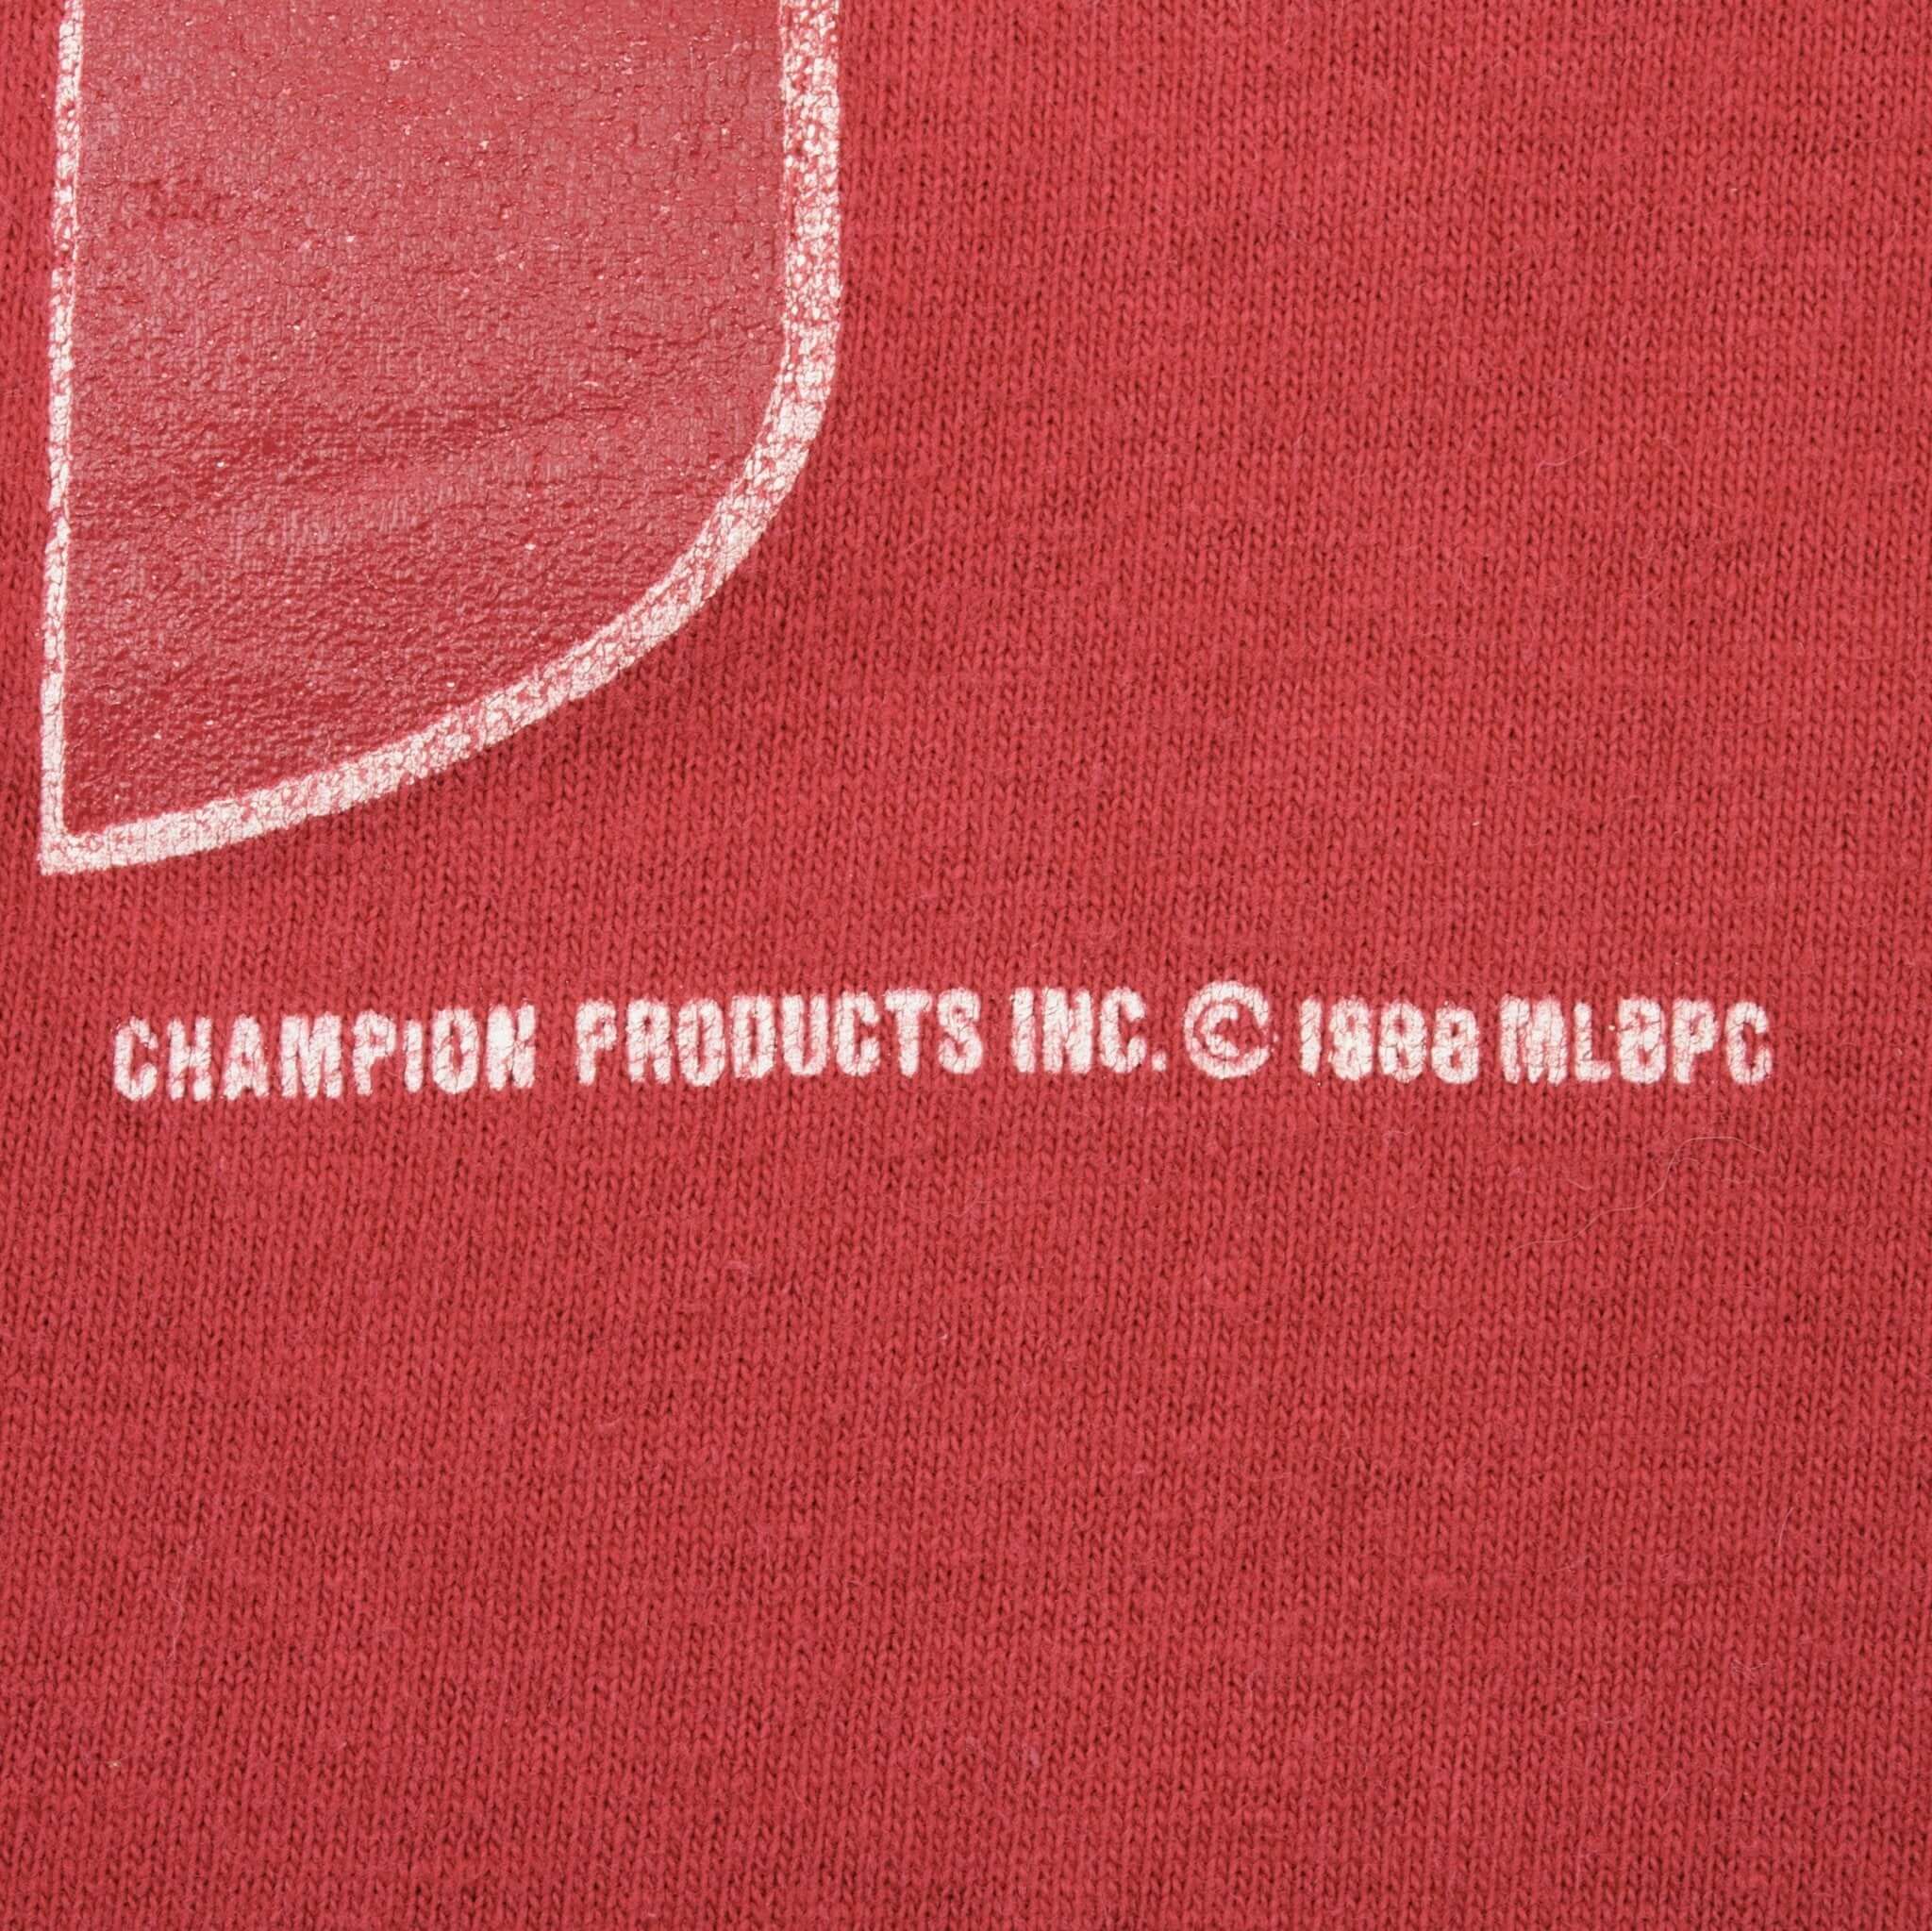 CHAMPION PRODUCTS INC. © 1988 MLBPC